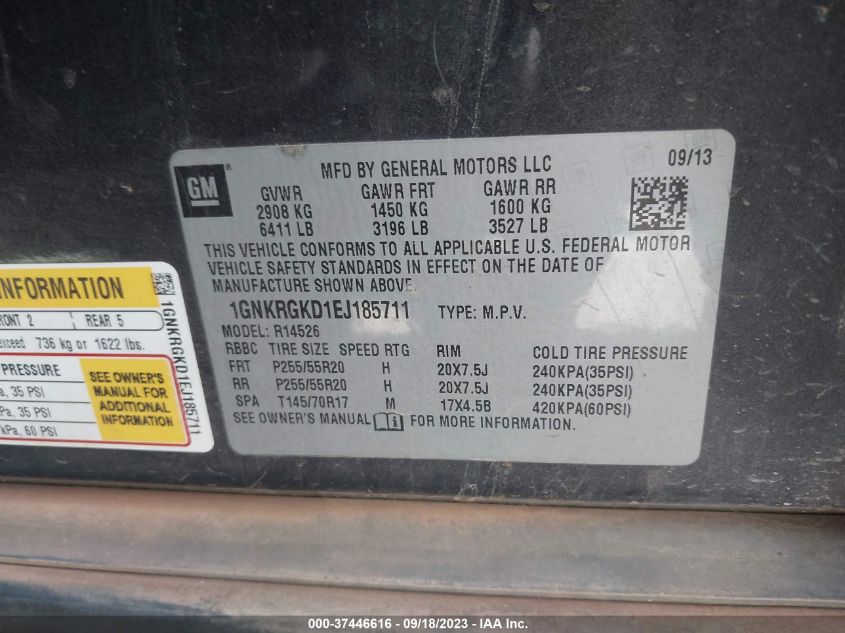 MFD BY GENERAL MOTORS LLC 09/13
GM
GVWR GAWR FRT GAWR RR
2908 KG 1450 KG 1600 KG
6411 LB 3196 LB 3527 LB
THIS VEHICLE CONFORMS TO ALL APPLICABLE U.S. FEDERAL MOTOR
VEHICLE SAFETY STANDARDS IN EFFECT ON THE DATE OF
MANUFACTURE SHOWN ABOVE.
1GNKRGKD1EJ185711 TYPE: M.P.V.
MODEL: R14526
RBBC TIRE SIZE SPEED RTG RIM COLD TIRE PRESSURE
FRT P255/55R20 H 20X7.5J 240KPA(35PSI)
RR P255/55R20 H 20X7.5J 240KPA(35PSI)
SPA T145/70R17 M 17X4.5B 420KPA(60PSI)
SEE OWNER'S MANUAL FOR MORE INFORMATION.
INFORMATION
RONT 2 REAR 5
exceed 736 kg or 1622 lbs.
PRESSURE
a, 35 PSI
Pa, 35 PSI
kPa, 60 PSI
SEE OWNER'S
MANUAL FOR
ADDITIONAL
INFORMATION
1GNKRGKD1EJ185711
000-37446616 - 09/18/2023 - IAA Inc.